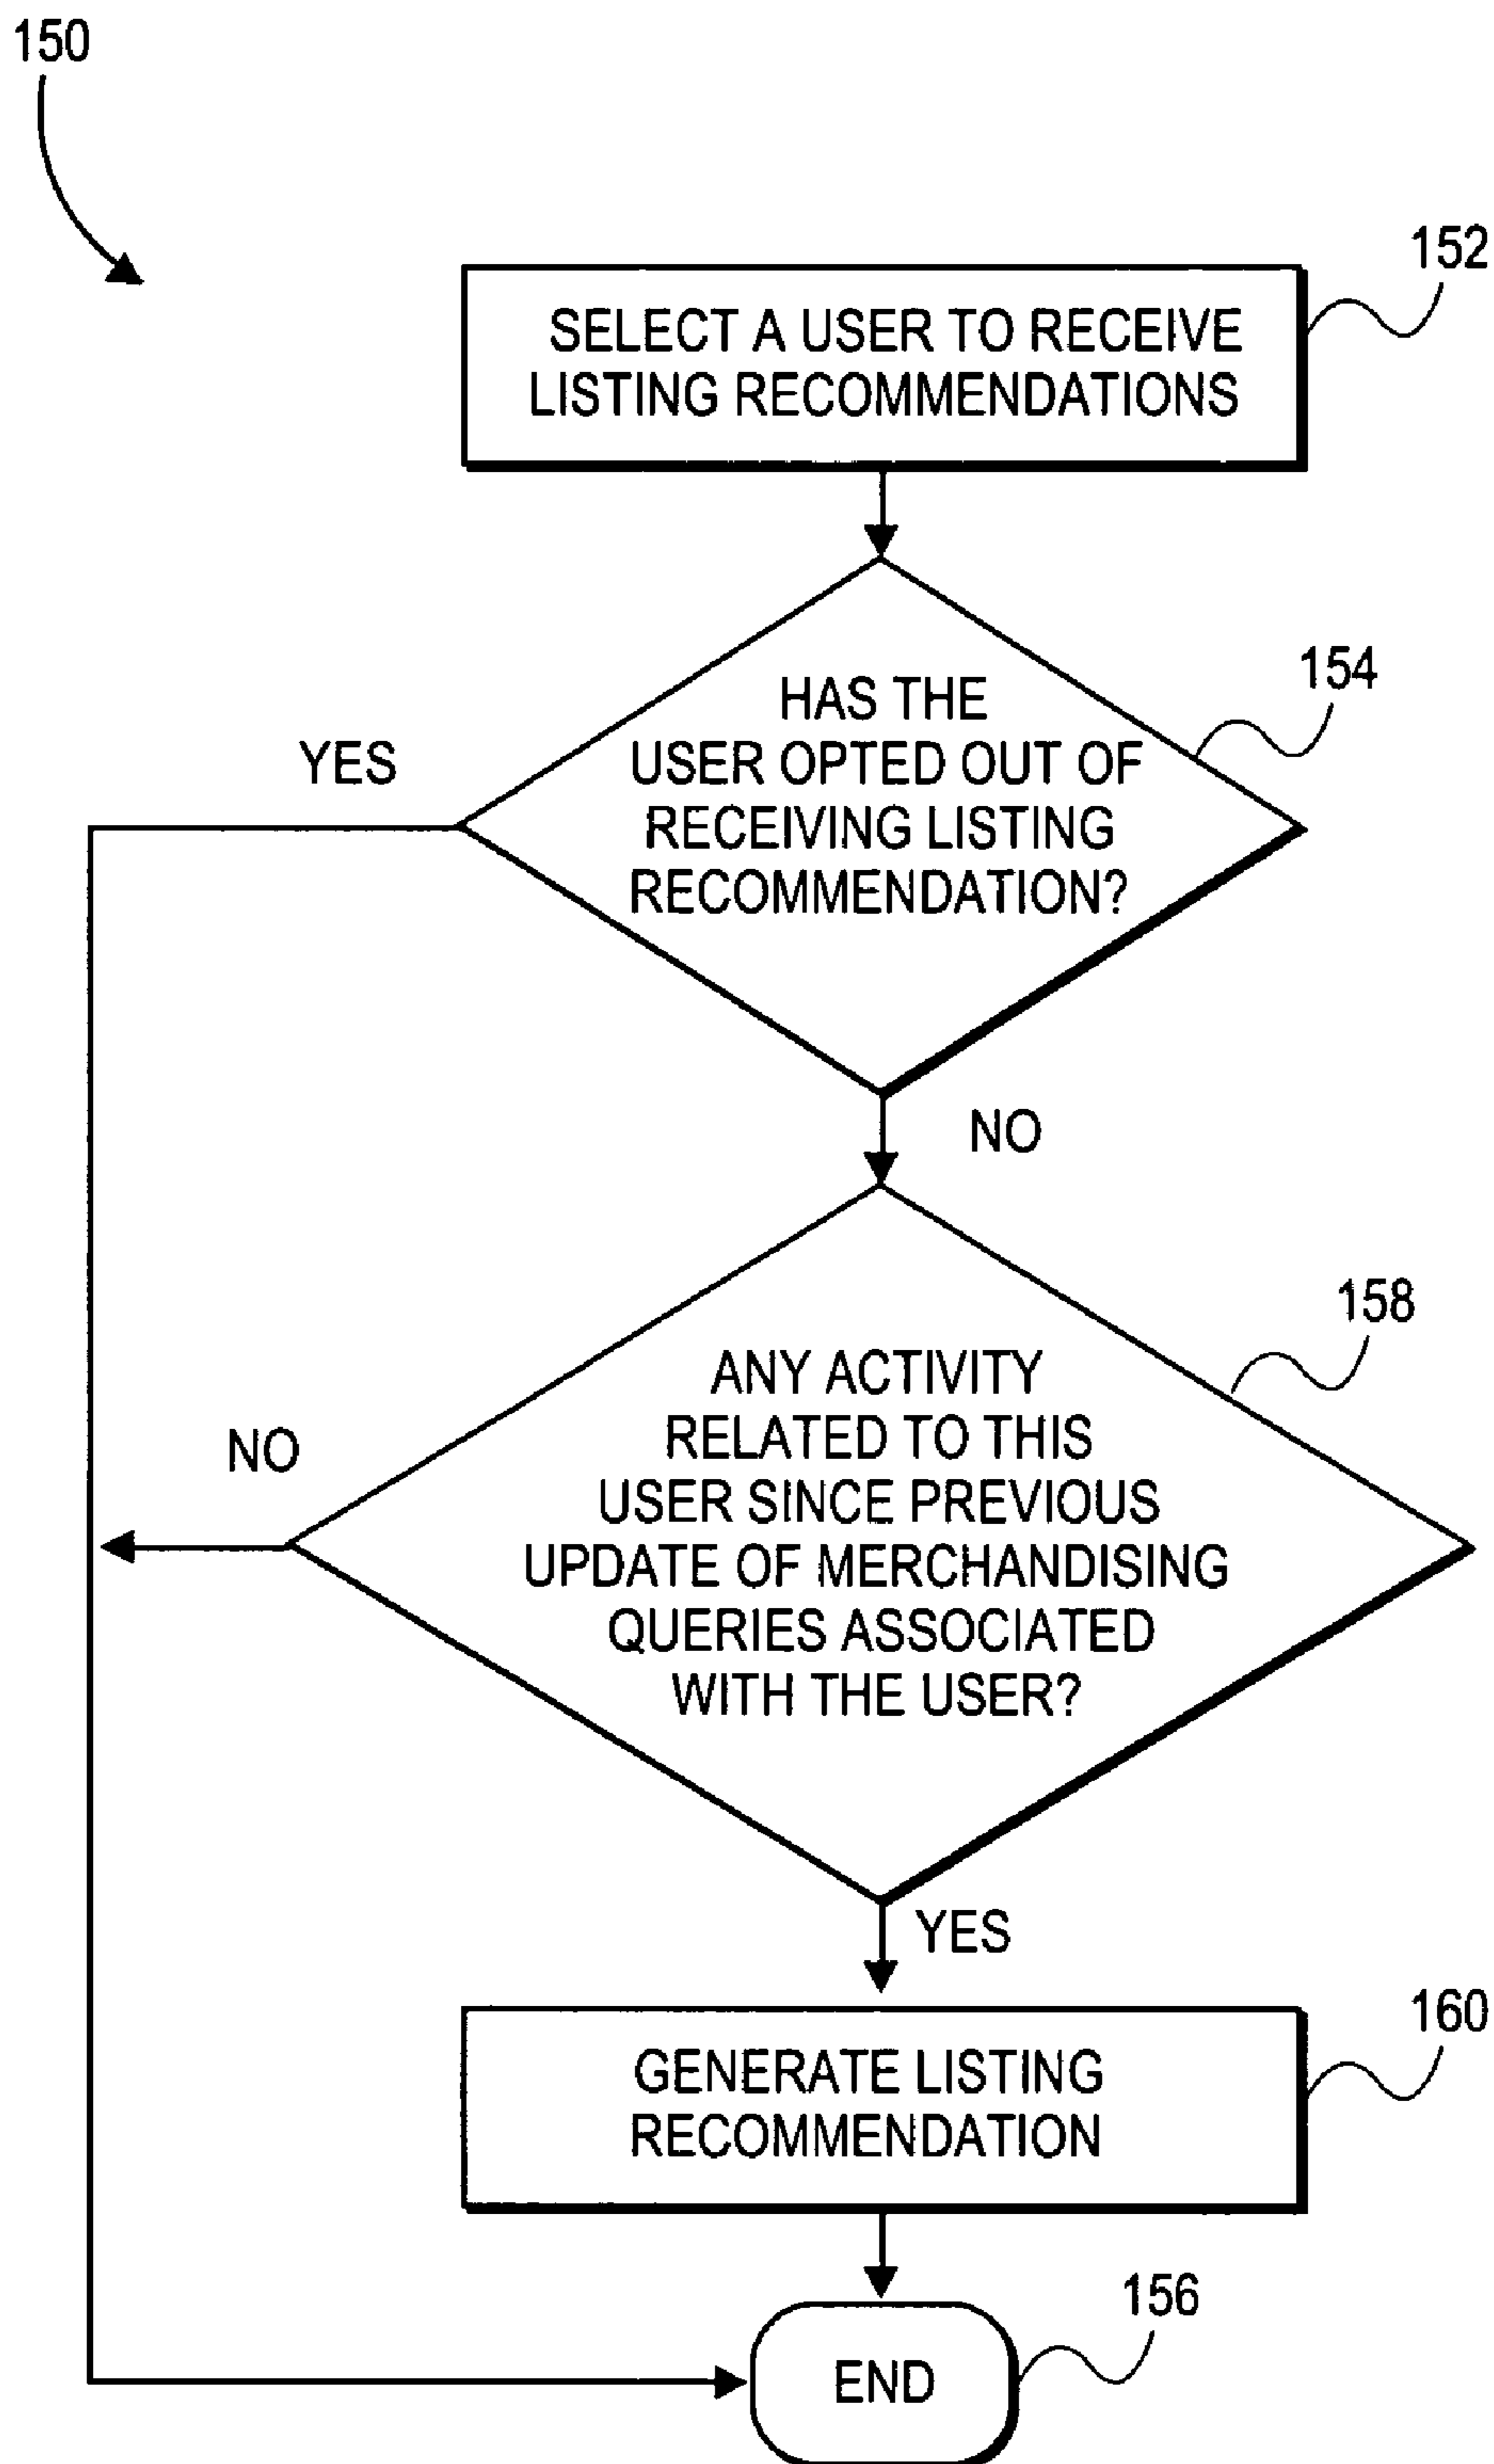 150
152
SELECT A USER TO RECEIVE
LISTING RECOMMENDATIONS
154
HAS THE
USER OPTED OUT OF
RECEIVING LISTING
RECOMMENDATION?
YES
NO
158
ANY ACTIVITY
RELATED TO THIS
USER SINCE PREVIOUS
UPDATE OF MERCHANDISING
QUERIES ASSOCIATED
WITH THE USER?
NO
YES
160
GENERATE LISTING
RECOMMENDATION
156
END